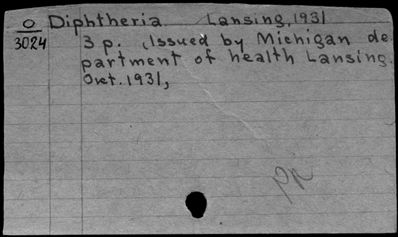 O Diphtheria. Lansing, 1931
3024 3 p. Issued by Michigan de
partment of health Lansing.
Oct. 1931,